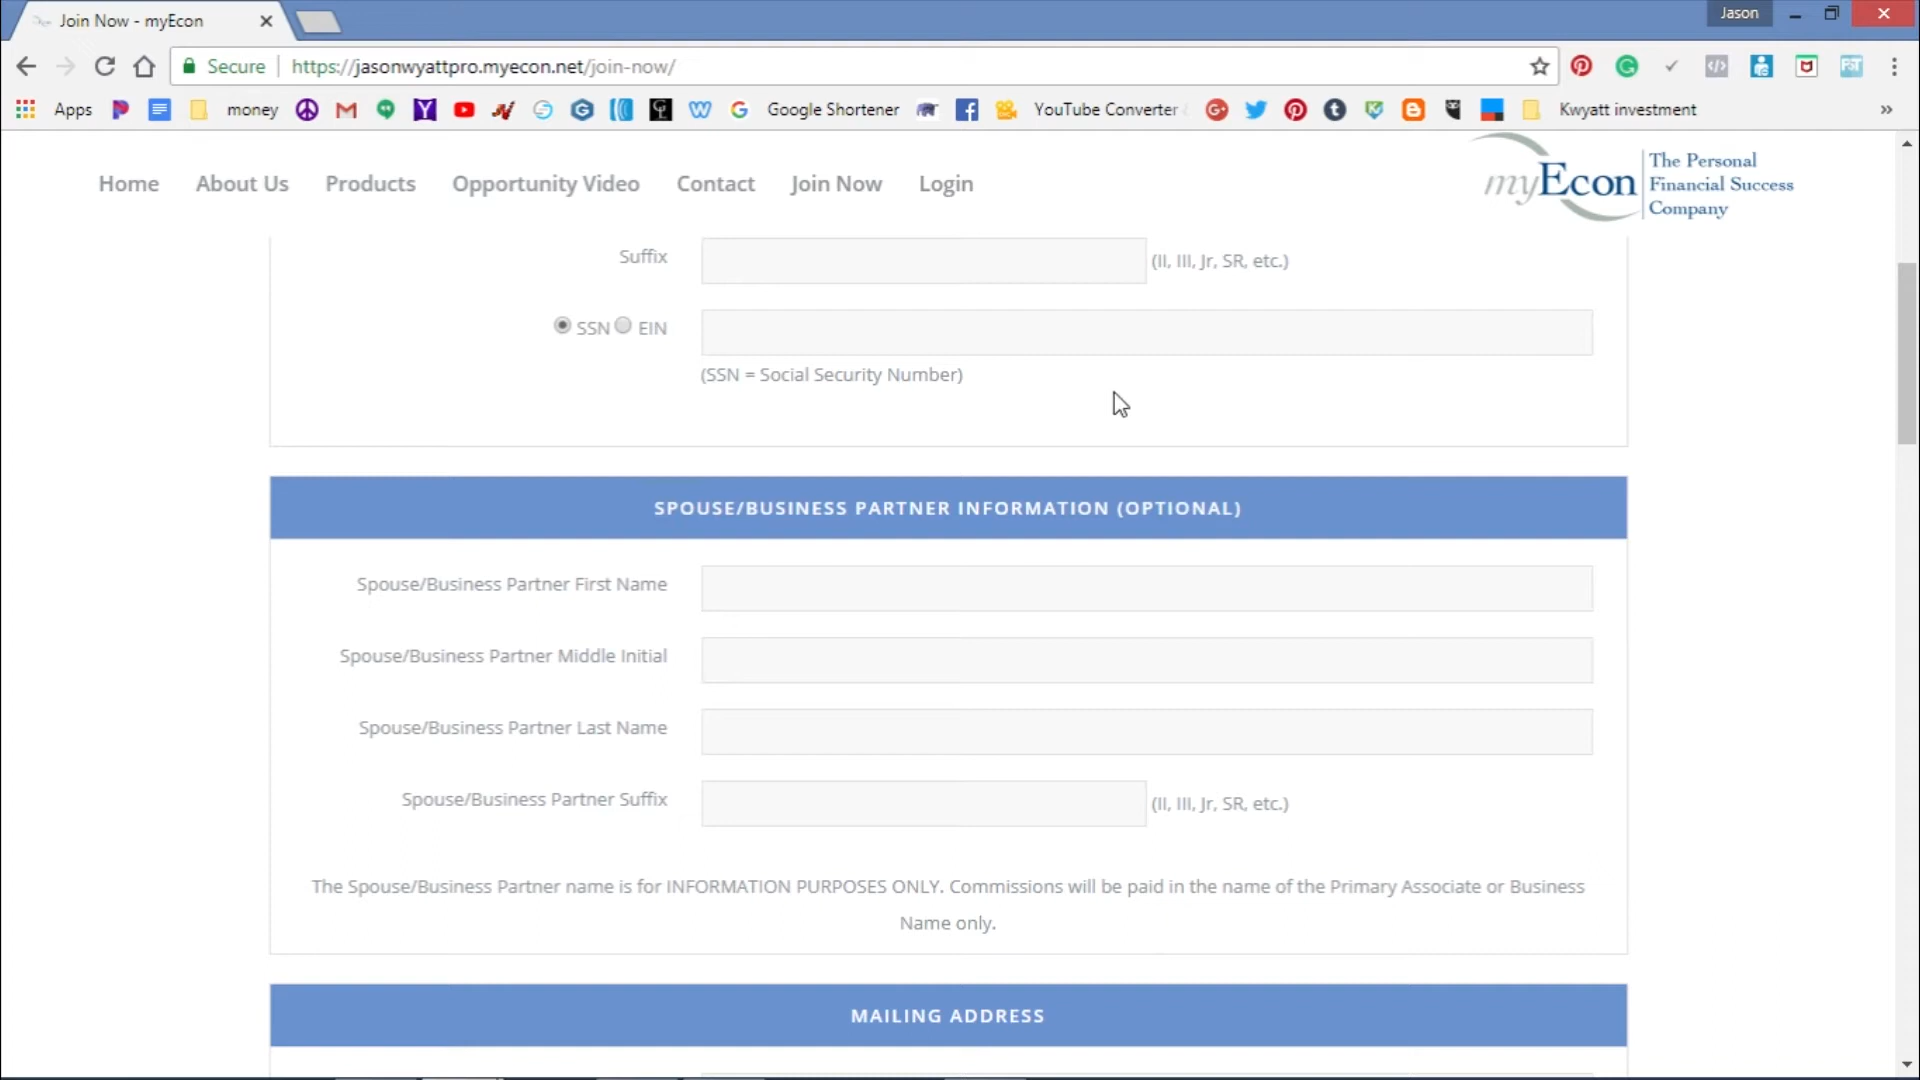 Join Now - myEcon
Jason
Secure
https://jasonwyattpro.myecon.net/join-now/
Apps money Google Shortener YouTube Converter Kwyatt investment »
Home About Us Products Opportunity Video Contact Join Now Login
myEcon
The Personal
Financial Success
Company
Suffix (II, III, Jr, SR, etc.)
SSN EIN
(SSN = Social Security Number)
SPOUSE/BUSINESS PARTNER INFORMATION (OPTIONAL)
Spouse/Business Partner First Name
Spouse/Business Partner Middle Initial
Spouse/Business Partner Last Name
Spouse/Business Partner Suffix (II, III, Jr, SR, etc.)
The Spouse/Business Partner name is for INFORMATION PURPOSES ONLY. Commissions will be paid in the name of the Primary Associate or Business
Name only.
MAILING ADDRESS